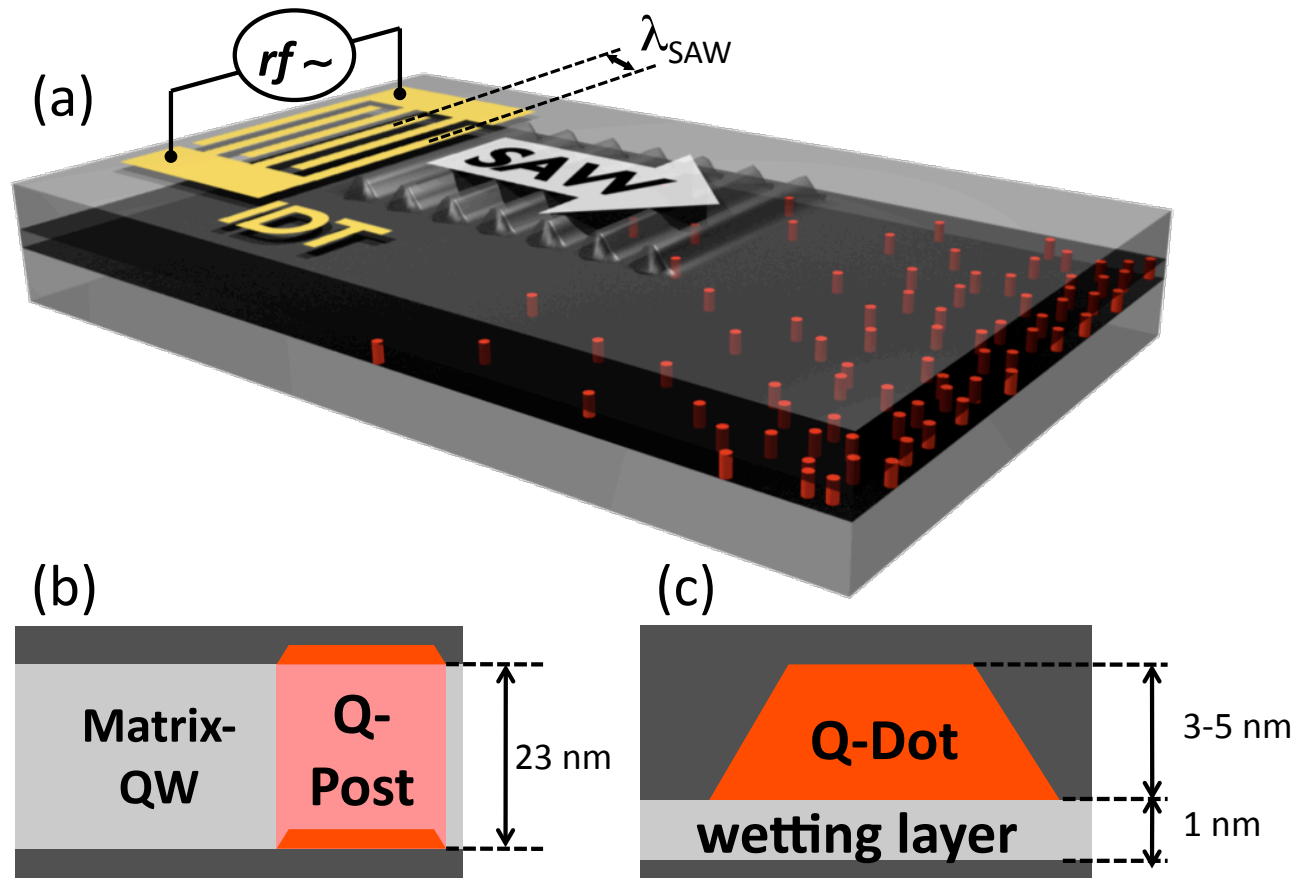 (a)
rf ~
λSAW
SAW
IDT
(b)
Matrix-
QW
Q-
Post
23 nm
(c)
Q-Dot
wetting layer
3-5 nm
1 nm